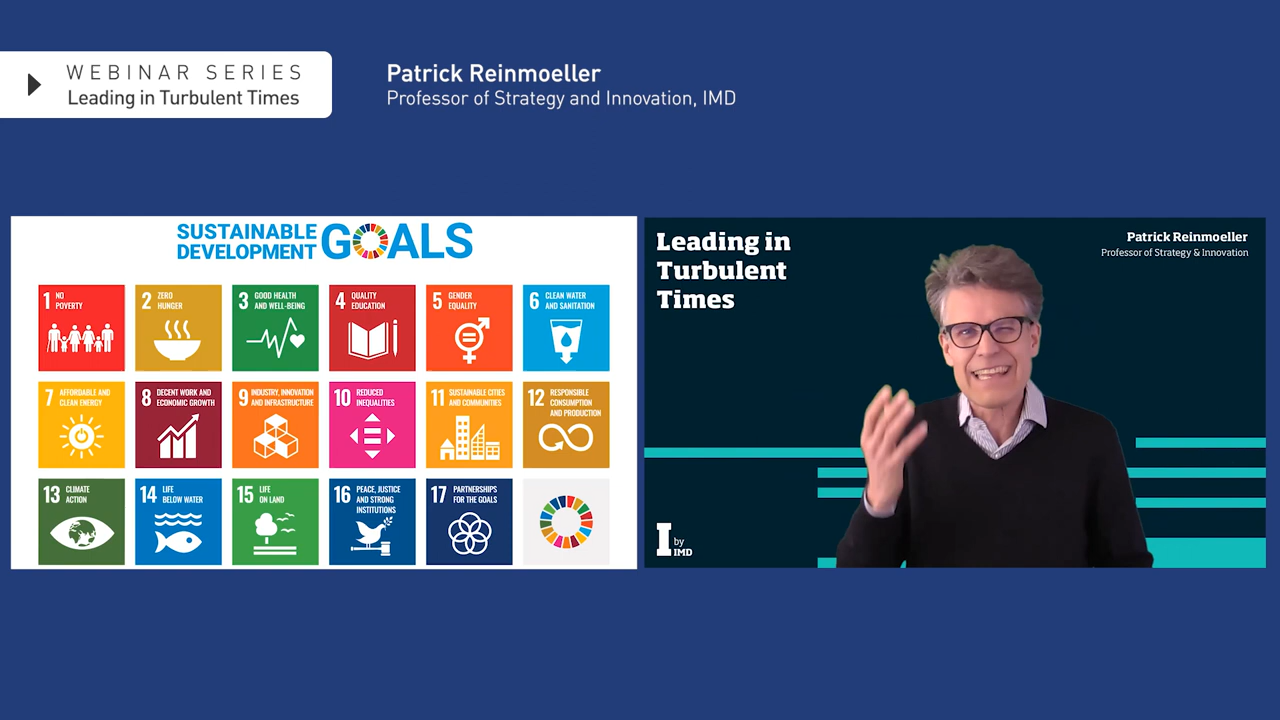 WEBINAR SERIES
Leading in Turbulent Times
Patrick Reinmoeller
Professor of Strategy and Innovation, IMD
SUSTAINABLE
DEVELOPMENT
GOALS
1 NO
POVERTY
2 ZERO
HUNGER
3 GOOD HEALTH
AND WELL-BEING
4 QUALITY
EDUCATION
5 GENDER
EQUALITY
6 CLEAN WATER
AND SANITATION
7 AFFORDABLE AND
CLEAN ENERGY
8 DECENT WORK AND
ECONOMIC GROWTH
9 INDUSTRY, INNOVATION
AND INFRASTRUCTURE
10 REDUCED
INEQUALITIES
11 SUSTAINABLE CITIES
AND COMMUNITIES
12 RESPONSIBLE
CONSUMPTION
AND PRODUCTION
13 CLIMATE
ACTION
14 LIFE
BELOW WATER
15 LIFE
ON LAND
16 PEACE, JUSTICE
AND STRONG
INSTITUTIONS
17 PARTNERSHIPS
FOR THE GOALS
Leading in
Turbulent
Times
Patrick Reinmoeller
Professor of Strategy & Innovation
I by
IMD